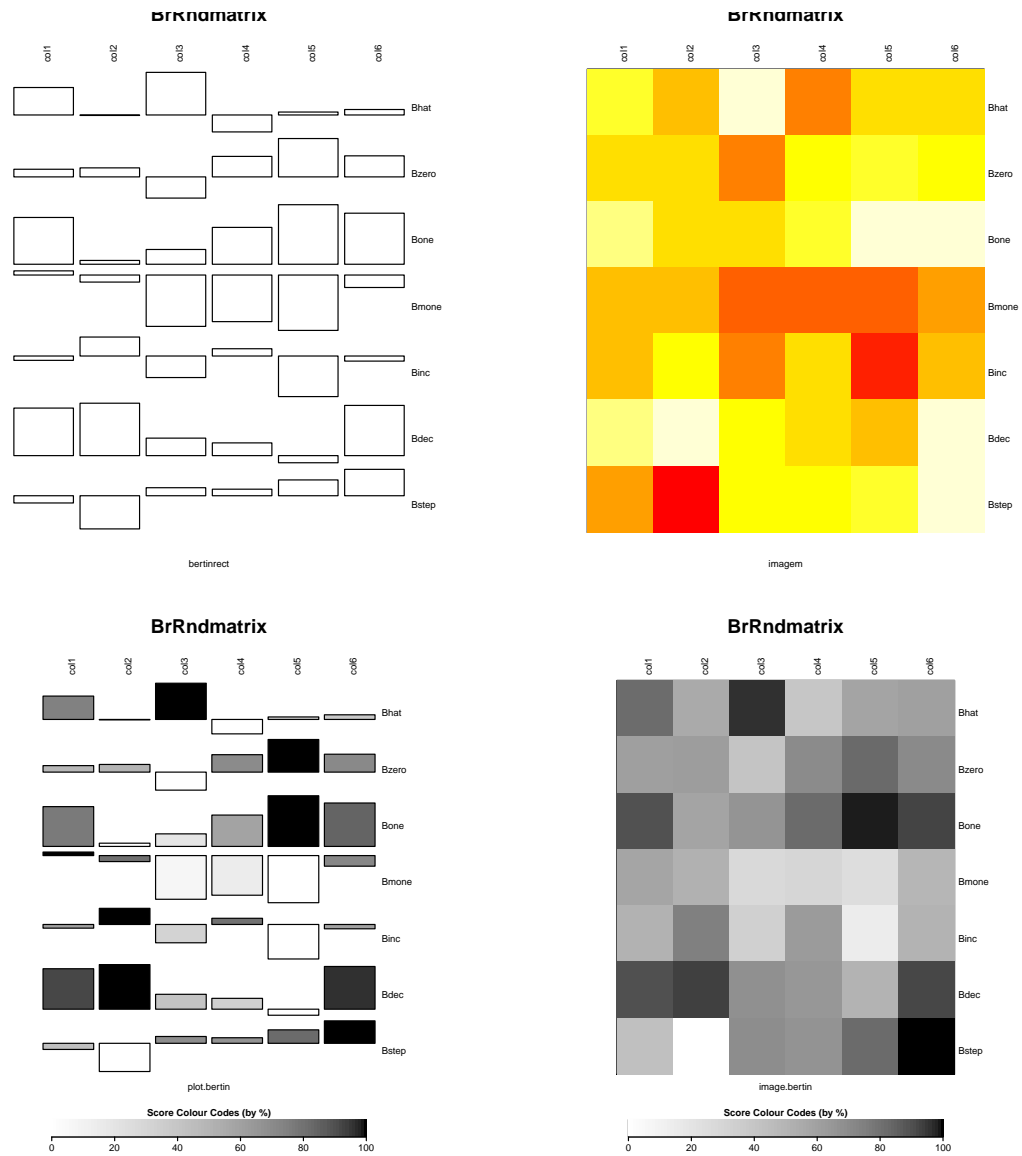 BrRndmatrix
col1 col2 col3 col4 col5 col6
Bhat
Bzero
Bone
Bmone
Binc
Bdec
Bstep
bertinrect
BrRndmatrix
col1 col2 col3 col4 col5 col6
Bhat
Bzero
Bone
Bmone
Binc
Bdec
Bstep
imagem
BrRndmatrix
col1 col2 col3 col4 col5 col6
Bhat
Bzero
Bone
Bmone
Binc
Bdec
Bstep
plot.bertin
Score Colour Codes (by %)
0 20 40 60 80 100
BrRndmatrix
col1 col2 col3 col4 col5 col6
Bhat
Bzero
Bone
Bmone
Binc
Bdec
Bstep
image.bertin
Score Colour Codes (by %)
0 20 40 60 80 100